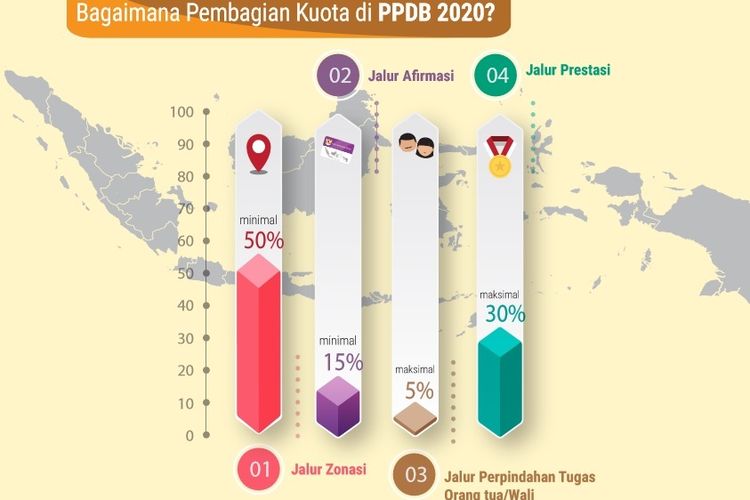 Bagaimana Pembagian Kuota di PPDB 2020?
02 Jalur Afirmasi
04 Jalur Prestasi
100
90
80
70
60
50
40
30
20
10
0
minimal
50%
minimal
15%
maksimal
5%
maksimal
30%
01 Jalur Zonasi
03 Jalur Perpindahan Tugas
Orang tua/Wali